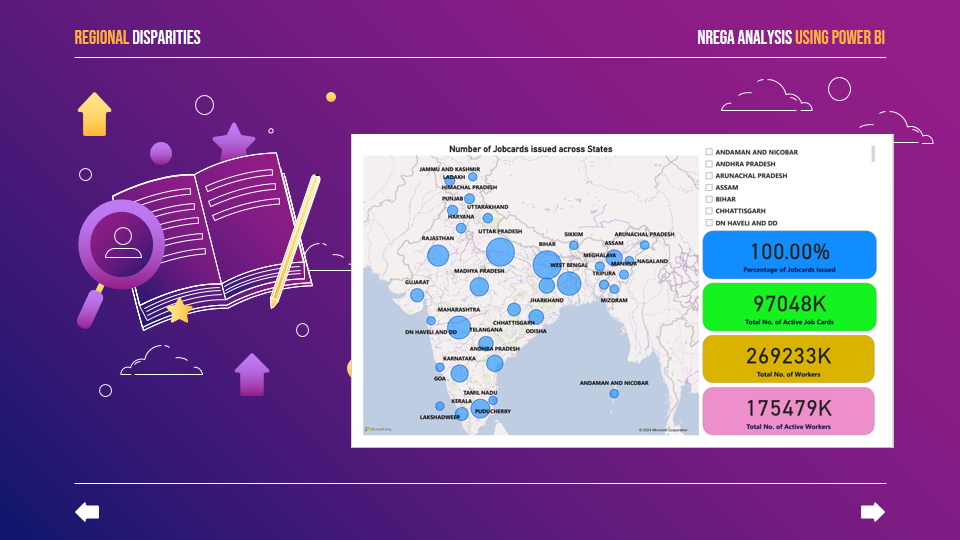 REGIONAL DISPARITIES
NREGA ANALYSIS USING POWER BI
Number of Jobcards issued across States
JAMMU AND KASHMIR
LADAKH
HIMACHAL PRADESH
PUNJAB
UTTARAKHAND
HARYANA
RAJASTHAN
UTTAR PRADESH
BIHAR
SIKKIM
ARUNACHAL PRADESH
ASSAM
MEGHALAYA
NAGALAND
MANIPUR
WEST BENGAL
MADHYA PRADESH
TRIPURA
GUJARAT
JHARKHAND
MIZORAM
MAHARASHTRA
CHHATTISGARH
DN HAVELI AND DD
TELANGANA
ODISHA
ANDHRA PRADESH
KARNATAKA
GOA
ANDAMAN AND NICOBAR
TAMIL NADU
KERALA
PUDUCHERRY
LAKSHADWEEP
Microsoft Bing
© 2024 Microsoft Corporation
ANDAMAN AND NICOBAR
ANDHRA PRADESH
ARUNACHAL PRADESH
ASSAM
BIHAR
CHHATTISGARH
DN HAVELI AND DD
100.00%
Percentage of Jobcards issued
97048K
Total No. of Active Job Cards
269233K
Total No. of Workers
175479K
Total No. of Active Workers